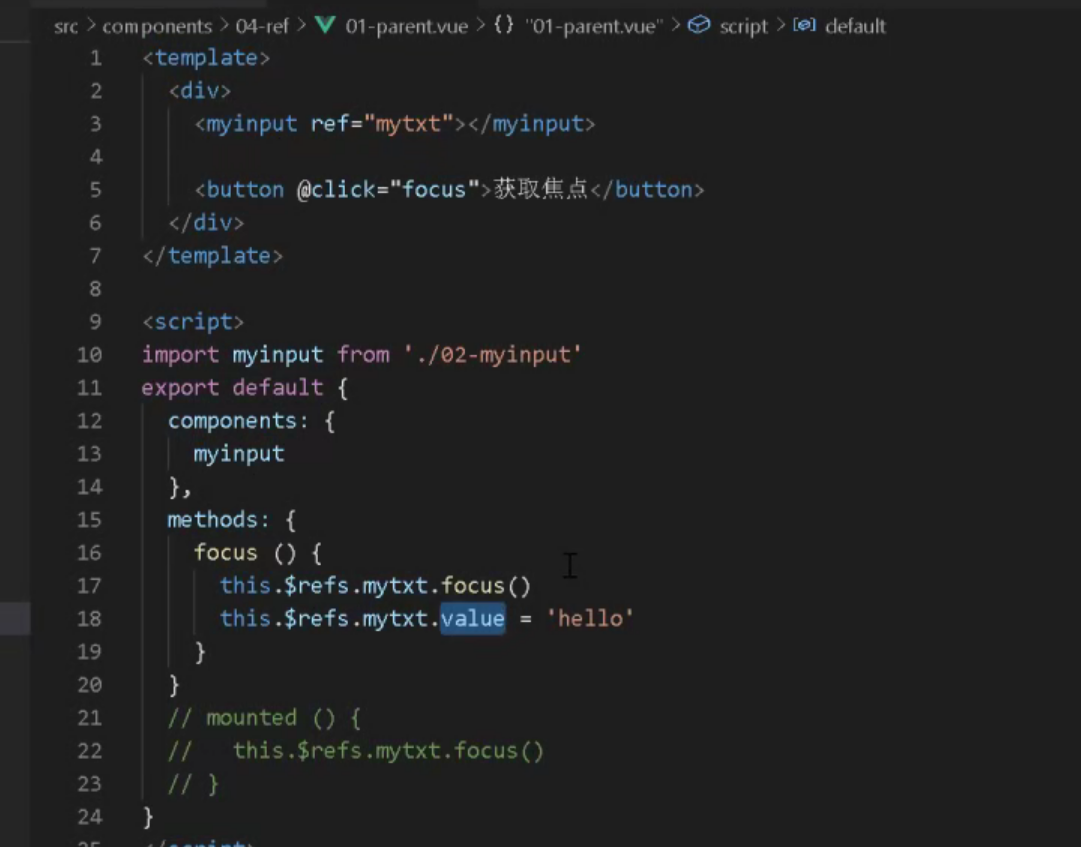 src > components > 04-ref > 01-parent.vue > {} "01-parent.vue" > script > default
1 <template>
2   <div>
3     <myinput ref="mytxt"></myinput>
4
5     <button @click="focus">获取焦点</button>
6   </div>
7 </template>
8
9 <script>
10 import myinput from './02-myinput'
11 export default {
12   components: {
13     myinput
14   },
15   methods: {
16     focus () {
17       this.$refs.mytxt.focus()
18       this.$refs.mytxt.value = 'hello'
19     }
20   }
21   // mounted () {
22   //   this.$refs.mytxt.focus()
23   // }
24 }
25 </script>